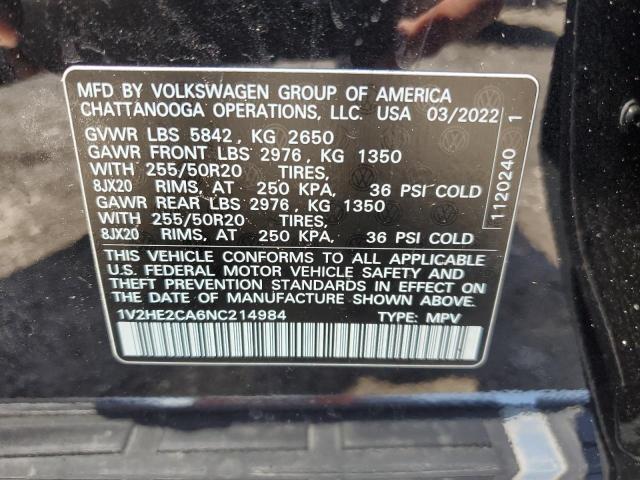 MFD BY VOLKSWAGEN GROUP OF AMERICA
CHATTANOOGA OPERATIONS, LLC. USA 03/2022
GVWR LBS 5842, KG 2650
GAWR FRONT LBS 2976, KG 1350
WITH 255/50R20 TIRES,
8JX20 RIMS, AT 250 KPA, 36 PSI COLD
GAWR REAR LBS 2976, KG 1350
WITH 255/50R20 TIRES,
8JX20 RIMS, AT 250 KPA, 36 PSI COLD
THIS VEHICLE CONFORMS TO ALL APPLICABLE
U.S. FEDERAL MOTOR VEHICLE SAFETY AND
THEFT PREVENTION STANDARDS IN EFFECT ON THE
DATE OF MANUFACTURE SHOWN ABOVE.
1V2HE2CA6NC214984 TYPE: MPV
1120240 1